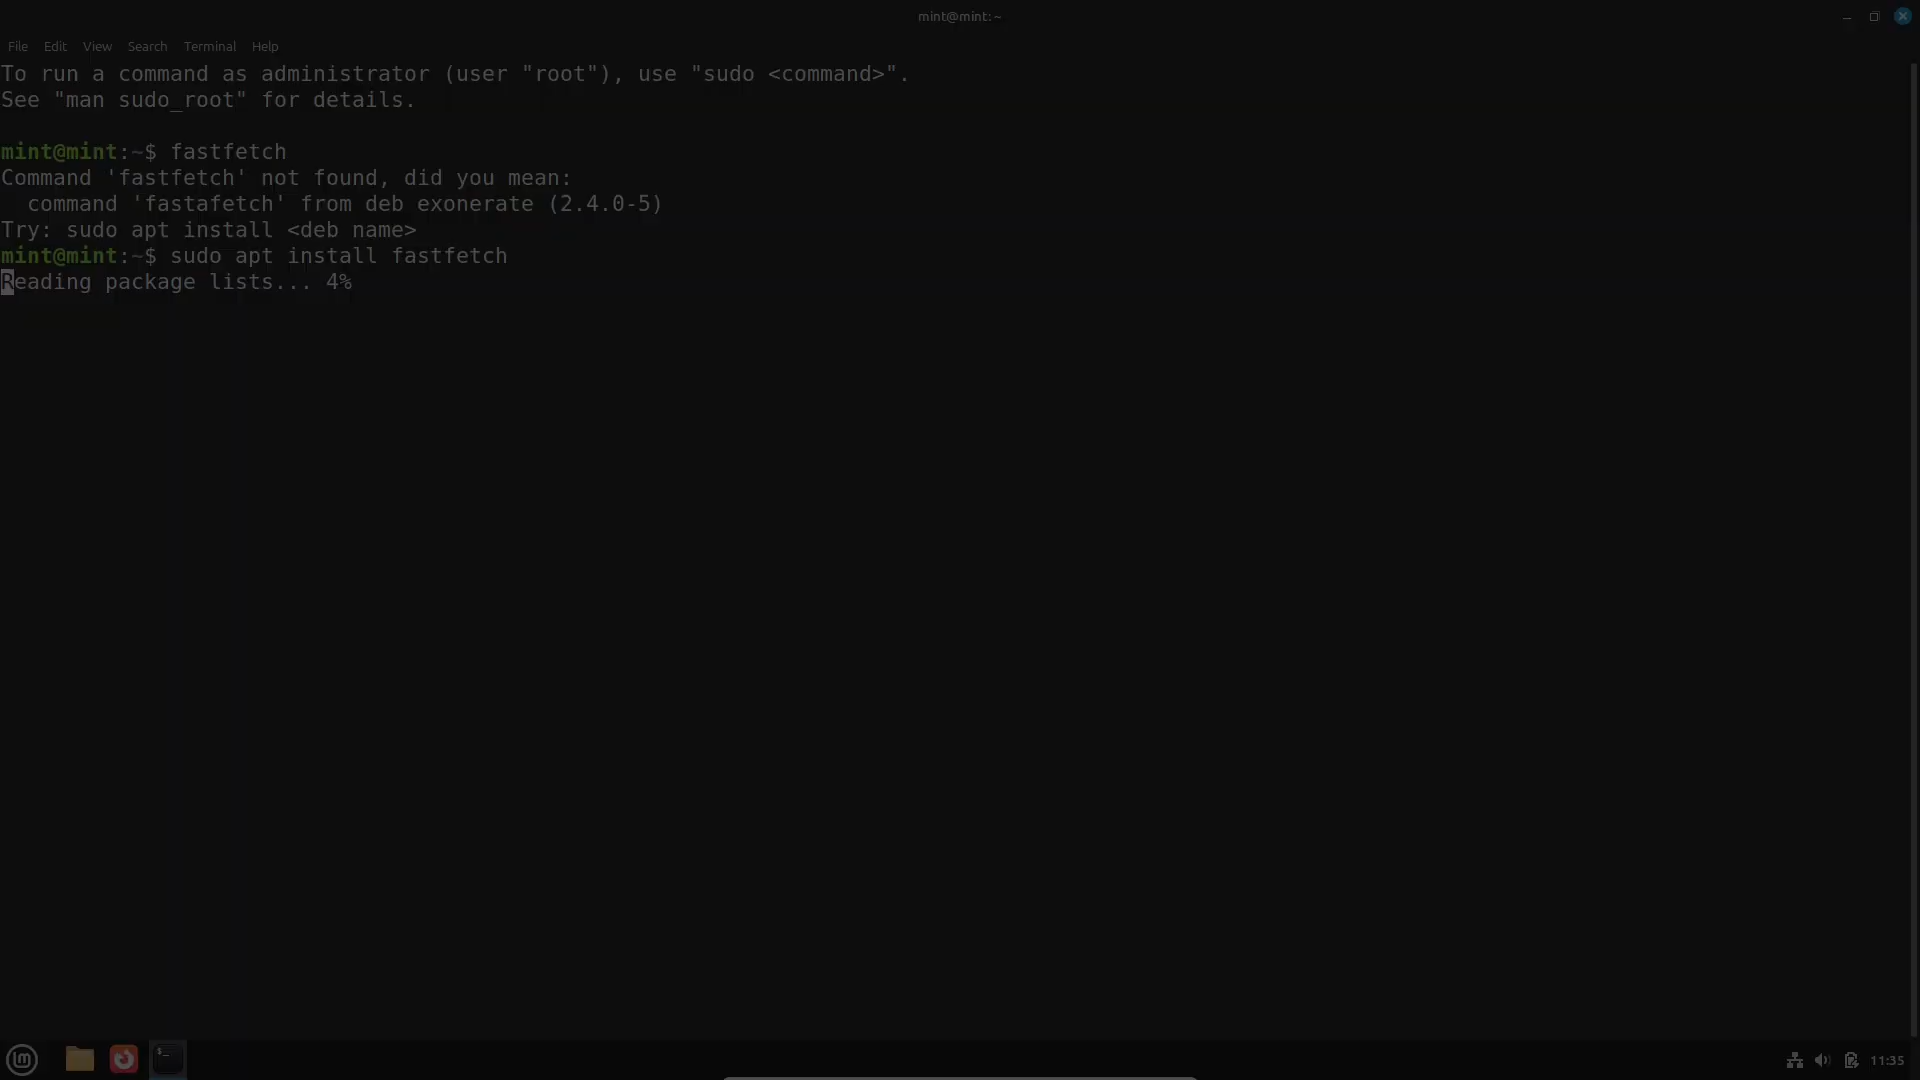 mint@mint: ~
File Edit View Search Terminal Help
To run a command as administrator (user "root"), use "sudo <command>".
See "man sudo_root" for details.
mint@mint:~$ fastfetch
Command 'fastfetch' not found, did you mean:
command 'fastafetch' from deb exonerate (2.4.0-5)
Try: sudo apt install <deb name>
mint@mint:~$ sudo apt install fastfetch
Reading package lists... 4%
11:35